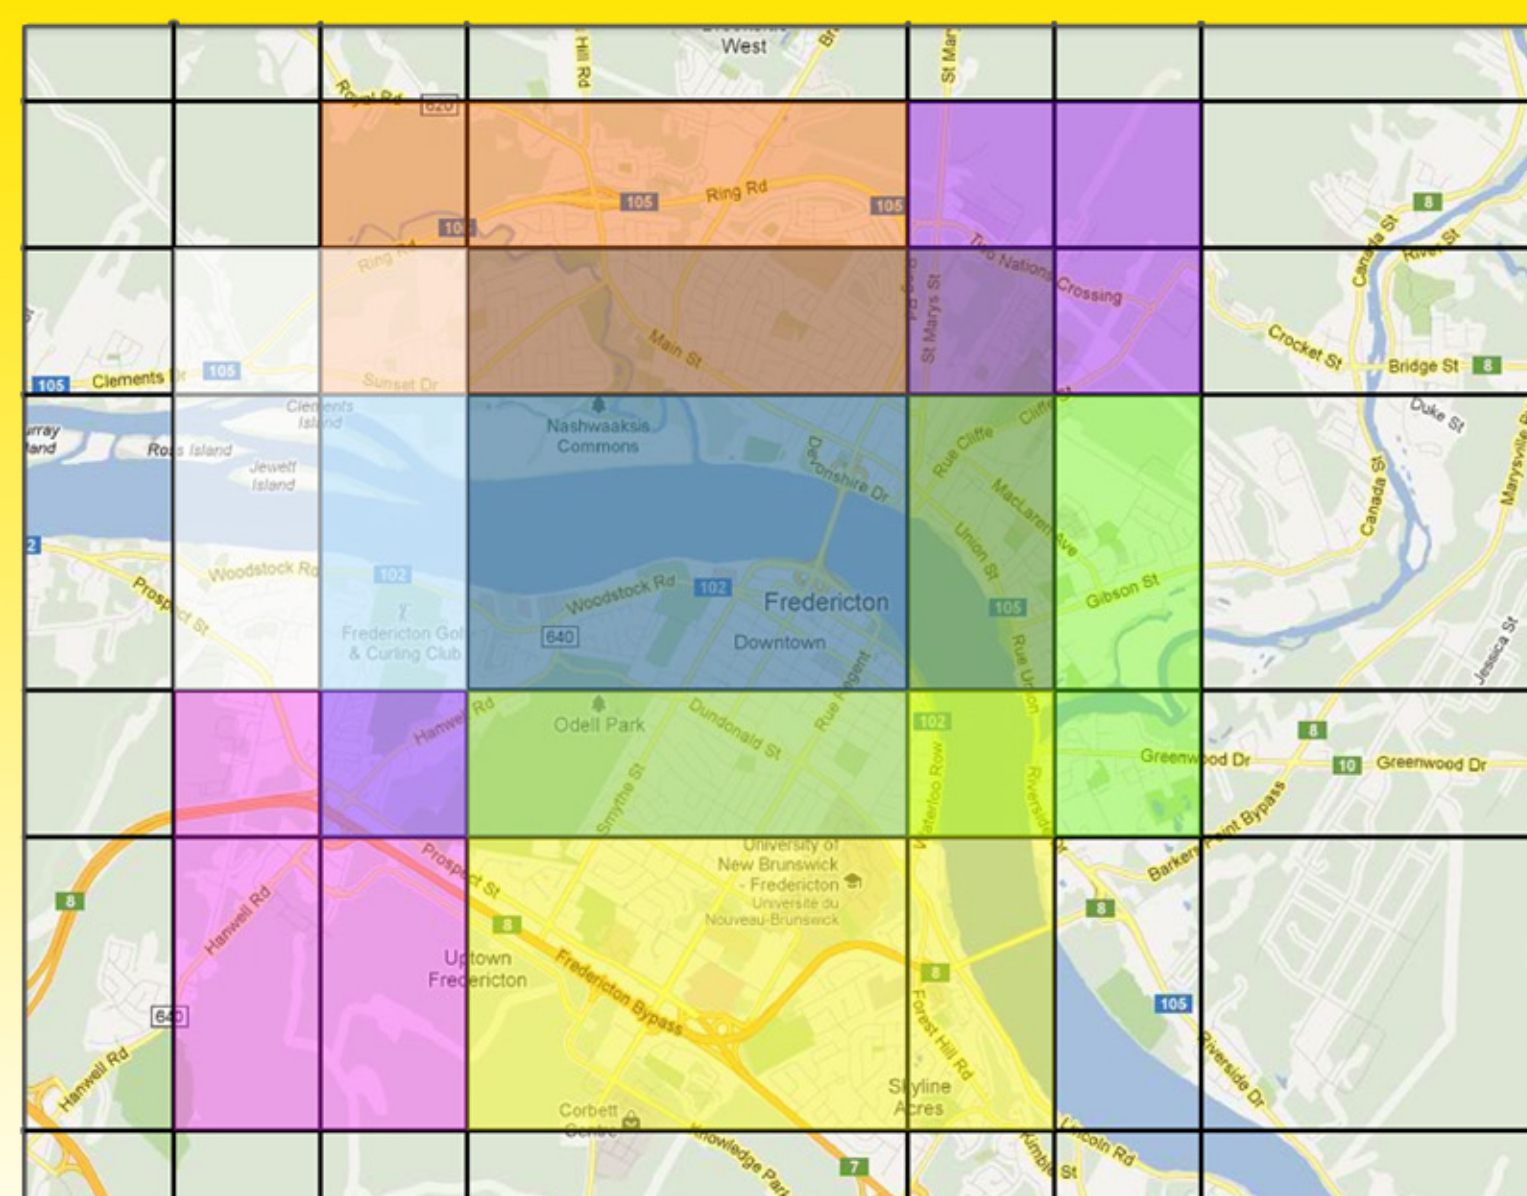 Hill Rd
West
St Mar
Royal Rd
620
105
Ring Rd
105
8
Canada St
River St
Ring Rd
Two Nations Crossing
St Marys St
Main St
Crocket St
Bridge St
8
105
Clements Dr
105
Sunset Dr
Clements
Island
Duke St
Nashwaaksis
Commons
Ross Island
Jewett
Island
Devonshire Dr
Rue Cliffe
Cliffe St
MacLaren Ave
Canada St
Marysville
2
Woodstock Rd
102
Union St
Prospect St
Woodstock Rd
102
Gibson St
Fredericton
105
Fredericton Golf
& Curling Club
640
Downtown
Jessica St
Rue Regent
Rue Union
Hanwell Rd
Odell Park
Dundonald St
102
8
Greenwood Dr
10
Greenwood Dr
Smythe St
Waterloo Row
Riverside Dr
Barkers Point Bypass
University of
New Brunswick
- Fredericton
Université du
Nouveau-Brunswick
Prospect St
8
8
8
Hanwell Rd
Uptown
Fredericton
Fredericton Bypass
8
105
640
Forest Hill Rd
Riverside Dr
Hanwell Rd
Skyline
Acres
Corbett
Centre
Knowledge Park
Kimble St
Lincoln Rd
7